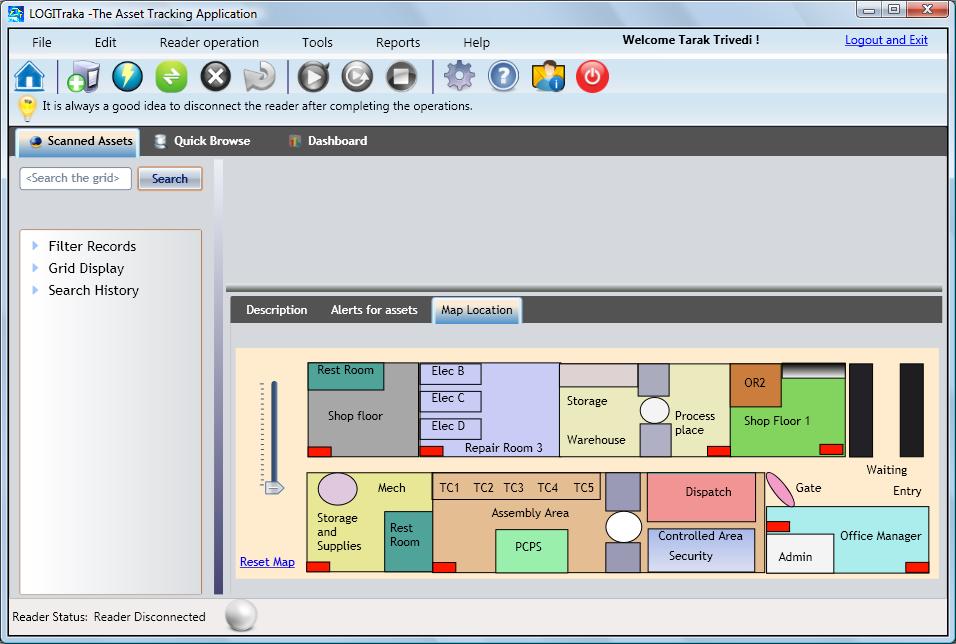 LOGITraka -The Asset Tracking Application
File Edit Reader operation Tools Reports Help Welcome Tarak Trivedi ! Logout and Exit
It is always a good idea to disconnect the reader after completing the operations.
Scanned Assets Quick Browse Dashboard
<Search the grid> Search
Filter Records
Grid Display
Search History
Description Alerts for assets Map Location
Rest Room
Shop floor
Elec B
Elec C
Elec D
Repair Room 3
Storage
Warehouse
Process
place
OR2
Shop Floor 1
Waiting
Entry
Mech
Storage
and
Supplies
Rest
Room
TC1 TC2 TC3 TC4 TC5
Assembly Area
PCPS
Dispatch
Controlled Area
Security
Gate
Office Manager
Admin
Reset Map
Reader Status: Reader Disconnected